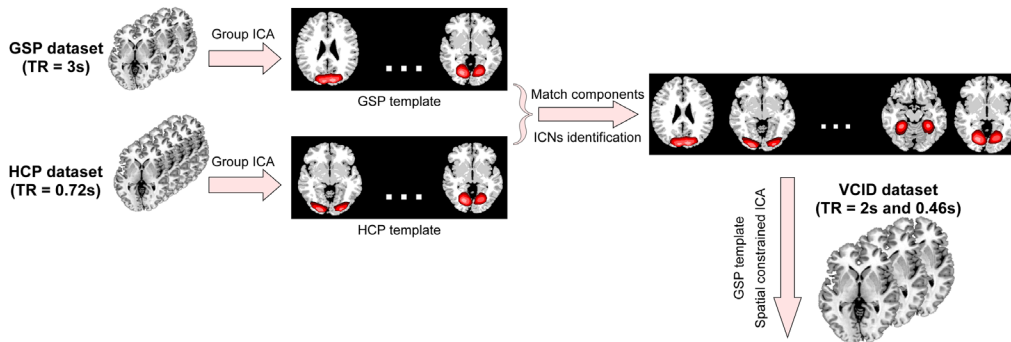 GSP dataset
(TR = 3s)
Group ICA
GSP template
HCP dataset
(TR = 0.72s)
Group ICA
HCP template
Match components
ICNs identification
GSP template
Spatial constrained ICA
VCID dataset
(TR = 2s and 0.46s)